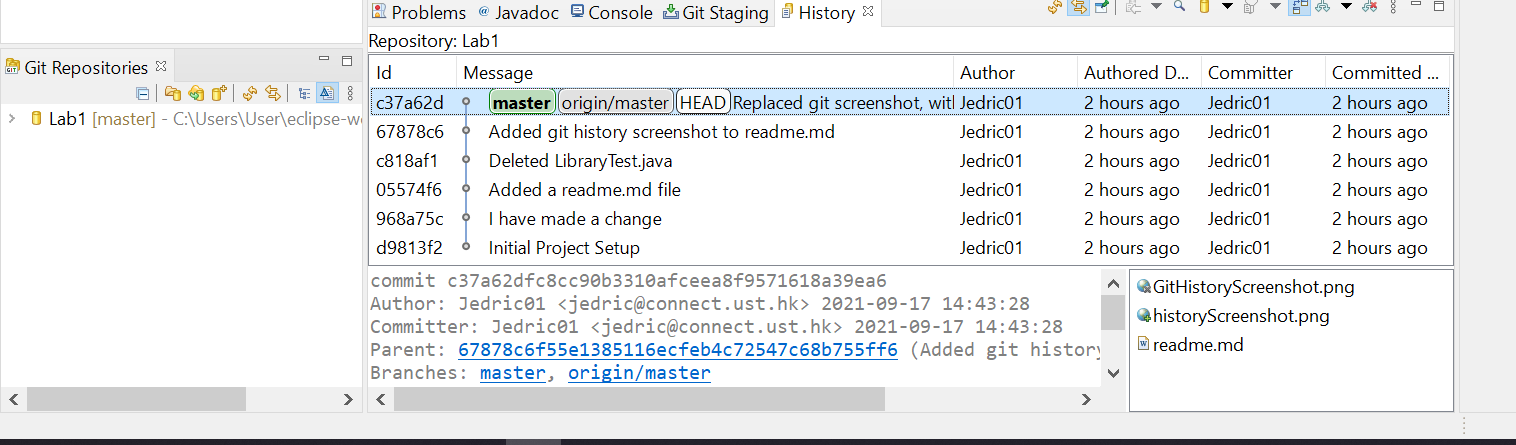 Problems @ Javadoc Console Git Staging History
Repository: Lab1
Git Repositories
Lab1 [master] - C:\Users\User\eclipse-wo
Id Message Author Authored D... Committer Committed ...
c37a62d master origin/master HEAD Replaced git screenshot, wit Jedric01 2 hours ago Jedric01 2 hours ago
67878c6 Added git history screenshot to readme.md Jedric01 2 hours ago Jedric01 2 hours ago
c818af1 Deleted LibraryTest.java Jedric01 2 hours ago Jedric01 2 hours ago
05574f6 Added a readme.md file Jedric01 2 hours ago Jedric01 2 hours ago
968a75c I have made a change Jedric01 2 hours ago Jedric01 2 hours ago
d9813f2 Initial Project Setup Jedric01 2 hours ago Jedric01 2 hours ago
commit c37a62dfc8cc90b3310afceea8f9571618a39ea6
Author: Jedric01 <jedric@connect.ust.hk> 2021-09-17 14:43:28
Committer: Jedric01 <jedric@connect.ust.hk> 2021-09-17 14:43:28
Parent: 67878c6f55e1385116ecfeb4c72547c68b755ff6 (Added git history
Branches: master, origin/master
GitHistoryScreenshot.png
historyScreenshot.png
readme.md